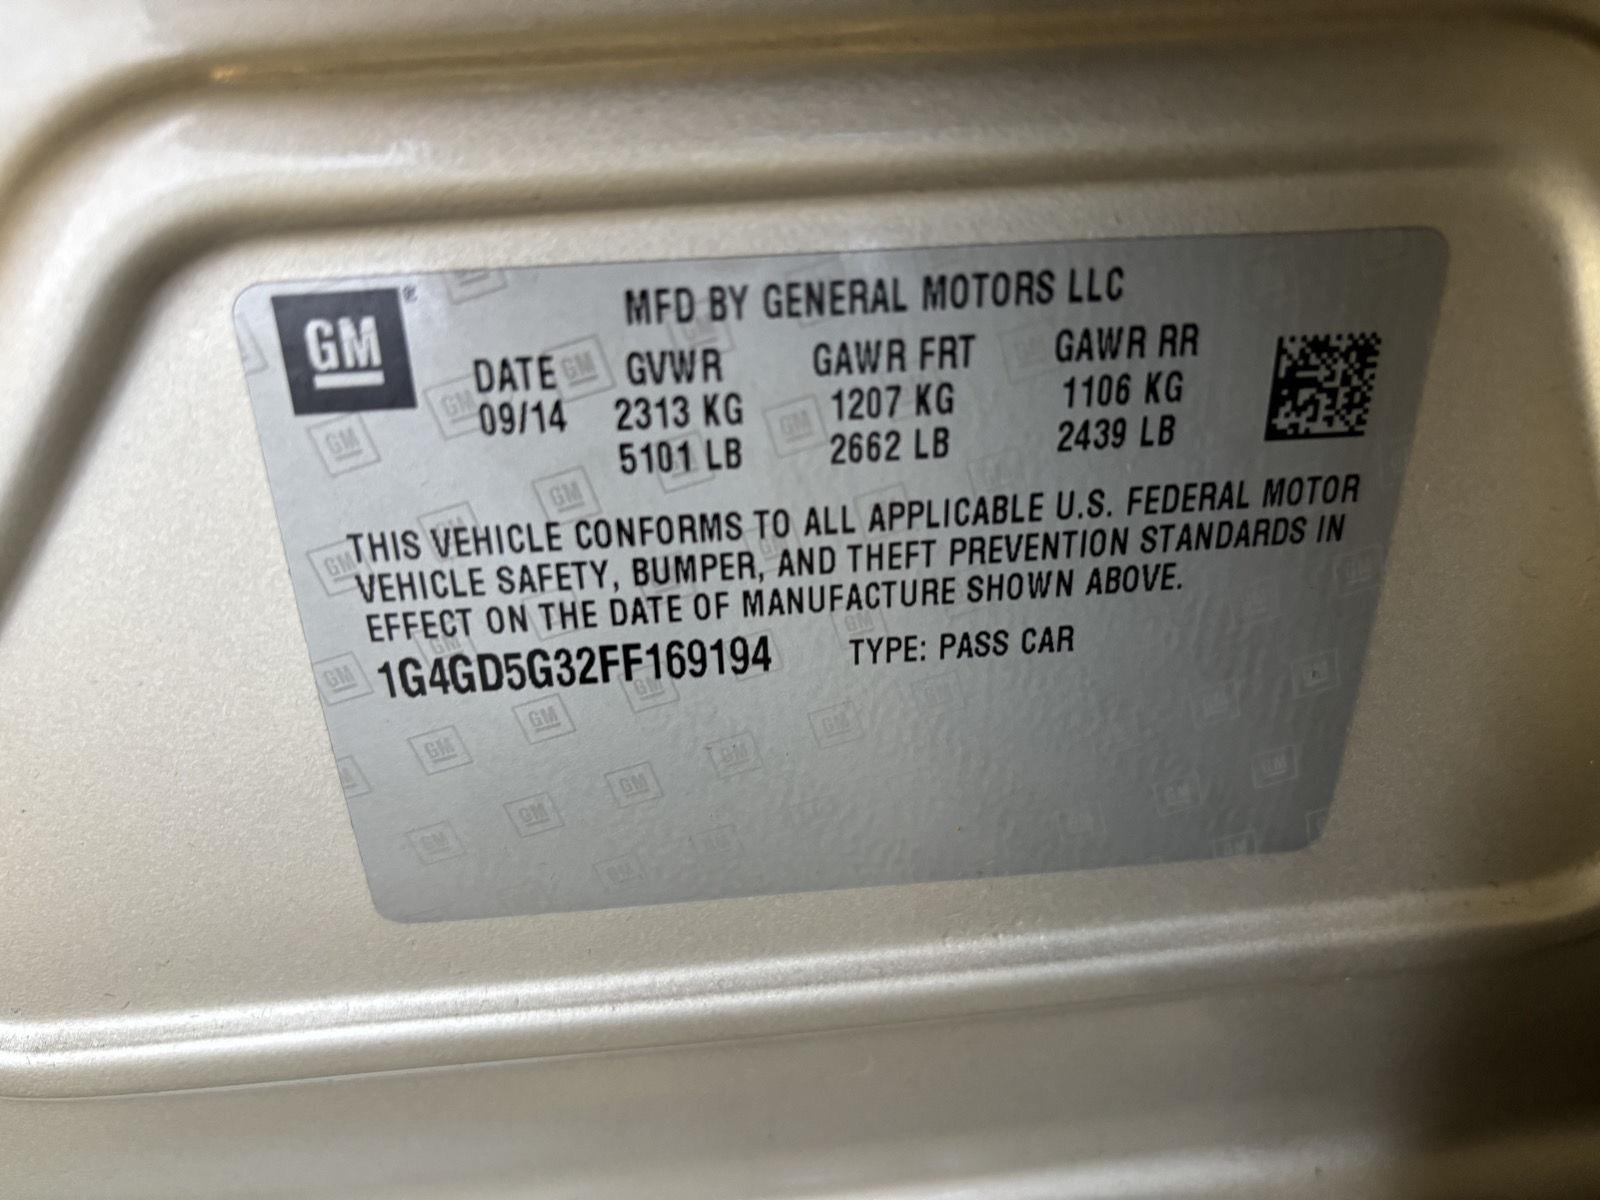 MFD BY GENERAL MOTORS LLC
GM®
DATE GVWR GAWR FRT GAWR RR
09/14 2313 KG 1207 KG 1106 KG
5101 LB 2662 LB 2439 LB
THIS VEHICLE CONFORMS TO ALL APPLICABLE U.S. FEDERAL MOTOR
VEHICLE SAFETY, BUMPER, AND THEFT PREVENTION STANDARDS IN
EFFECT ON THE DATE OF MANUFACTURE SHOWN ABOVE.
1G4GD5G32FF169194 TYPE: PASS CAR